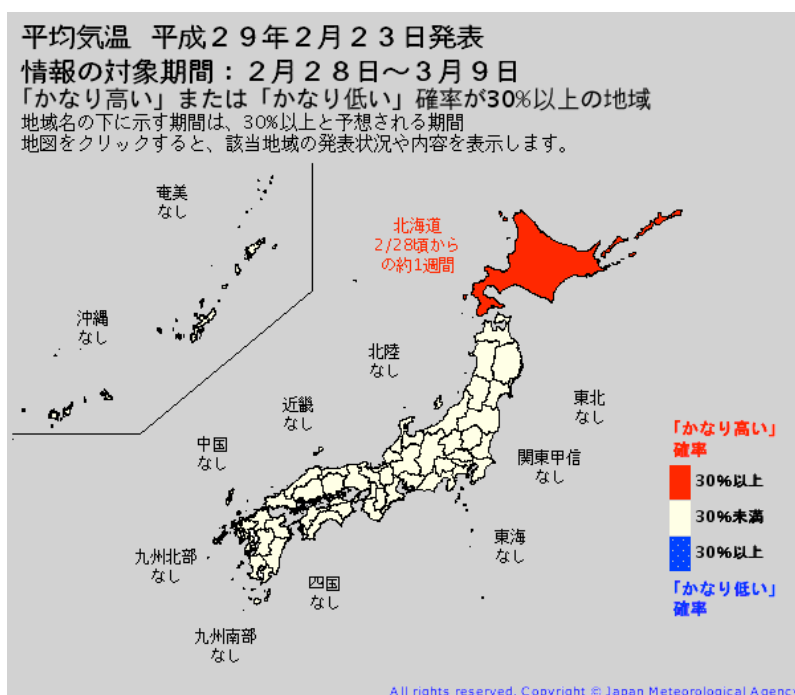 平均気温 平成２９年２月２３日発表
情報の対象期間：２月２８日～３月９日
「かなり高い」または「かなり低い」確率が30%以上の地域
地域名の下に示す期間は、30%以上と予想される期間
地図をクリックすると、該当地域の発表状況や内容を表示します。
奄美
なし
北海道
2/28頃から
の約1週間
沖縄
なし
北陸
なし
近畿
なし
東北
なし
中国
なし
関東甲信
なし
「かなり高い」
確率
30%以上
30%未満
30%以上
「かなり低い」
確率
東海
なし
九州北部
なし
四国
なし
九州南部
なし
All rights reserved. Copyright © Japan Meteorological Agency